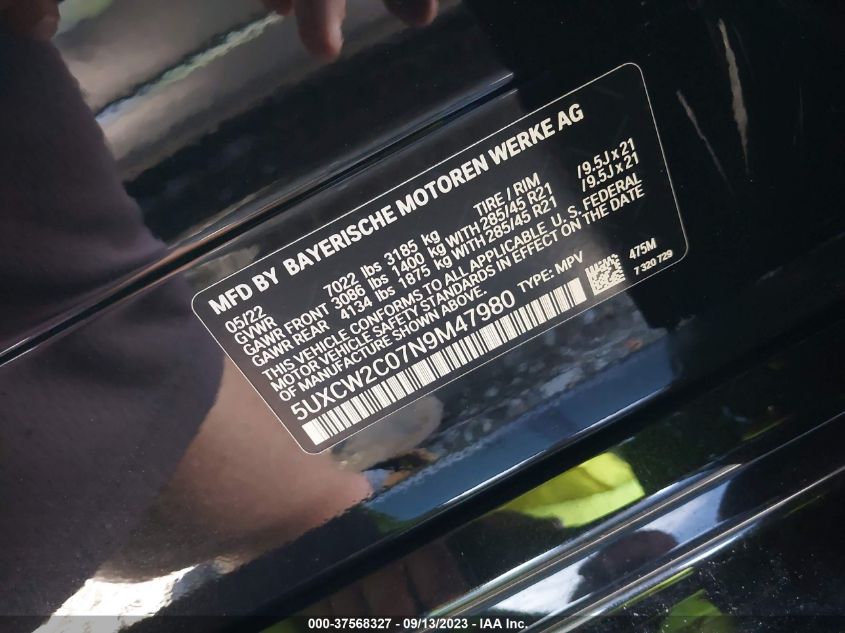 MFD BY BAYERISCHE MOTOREN WERKE AG
05/22 TIRE / RIM
GVWR 7022 lbs 3185 kg
GAWR FRONT 3086 lbs 1400 kg WITH 285/45 R21 /9.5J x 21
GAWR REAR 4134 lbs 1875 kg WITH 285/45 R21 /9.5J x 21
THIS VEHICLE CONFORMS TO ALL APPLICABLE U. S. FEDERAL
MOTOR VEHICLE SAFETY STANDARDS IN EFFECT ON THE DATE
OF MANUFACTURE SHOWN ABOVE.
5UXCW2C07N9M47980 TYPE: MPV 475M
7 320 729
000-37568327 - 09/13/2023 - IAA Inc.